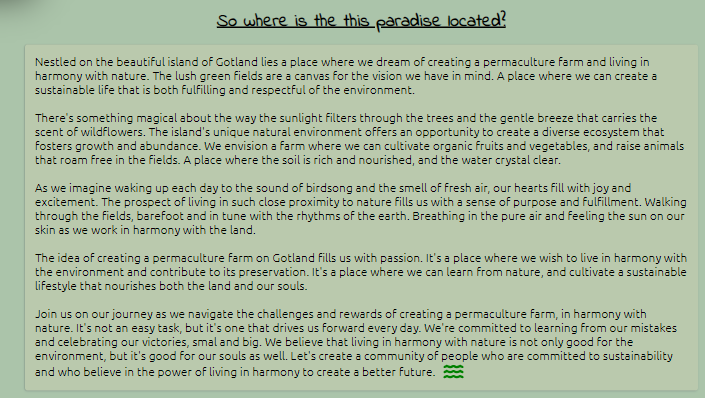 So where is the this paradise located?
Nestled on the beautiful island of Gotland lies a place where we dream of creating a permaculture farm and living in
harmony with nature. The lush green fields are a canvas for the vision we have in mind. A place where we can create a
sustainable life that is both fulfilling and respectful of the environment.
There's something magical about the way the sunlight filters through the trees and the gentle breeze that carries the
scent of wildflowers. The island's unique natural environment offers an opportunity to create a diverse ecosystem that
fosters growth and abundance. We envision a farm where we can cultivate organic fruits and vegetables, and raise animals
that roam free in the fields. A place where the soil is rich and nourished, and the water crystal clear.
As we imagine waking up each day to the sound of birdsong and the smell of fresh air, our hearts fill with joy and
excitement. The prospect of living in such close proximity to nature fills us with a sense of purpose and fulfillment. Walking
through the fields, barefoot and in tune with the rhythms of the earth. Breathing in the pure air and feeling the sun on our
skin as we work in harmony with the land.
The idea of creating a permaculture farm on Gotland fills us with passion. It's a place where we wish to live in harmony with
the environment and contribute to its preservation. It's a place where we can learn from nature, and cultivate a sustainable
lifestyle that nourishes both the land and our souls.
Join us on our journey as we navigate the challenges and rewards of creating a permaculture farm, in harmony with
nature. It's not an easy task, but it's one that drives us forward every day. We're committed to learning from our mistakes
and celebrating our victories, smal and big. We believe that living in harmony with nature is not only good for the
environment, but it's good for our souls as well. Let's create a community of people who are committed to sustainability
and who believe in the power of living in harmony to create a better future.